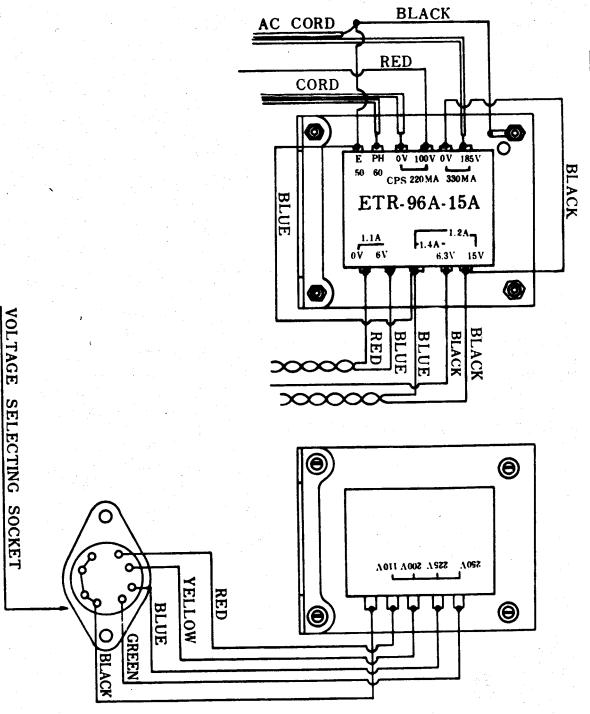 BLACK
AC CORD
RED
CORD
E PH 0V 100V 0V 185V
50 60 CPS 220MA 330MA
ETR-96A-15A
1.1A 1.2A
1.4A
0V 6V 6.3V 15V
BLUE
BLACK
RED
BLUE
BLUE
BLACK
BLACK
VOLTAGE SELECTING SOCKET
110V 200V 225V 250V
RED
YELLOW
BLUE
GREEN
BLACK